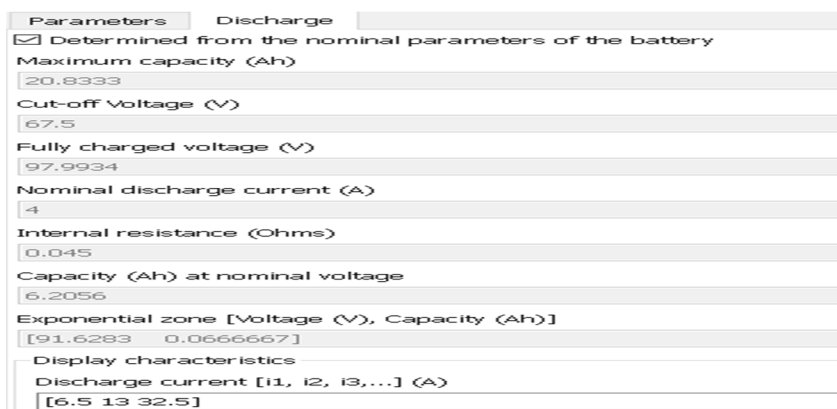 Parameters Discharge
Determined from the nominal parameters of the battery
Maximum capacity (Ah)
20.8333
Cut-off Voltage (V)
67.5
Fully charged voltage (V)
97.9934
Nominal discharge current (A)
4
Internal resistance (Ohms)
0.045
Capacity (Ah) at nominal voltage
6.2056
Exponential zone [Voltage (V), Capacity (Ah)]
[91.6283 0.0666667]
Display characteristics
Discharge current [i1, i2, i3,...] (A)
[6.5 13 32.5]